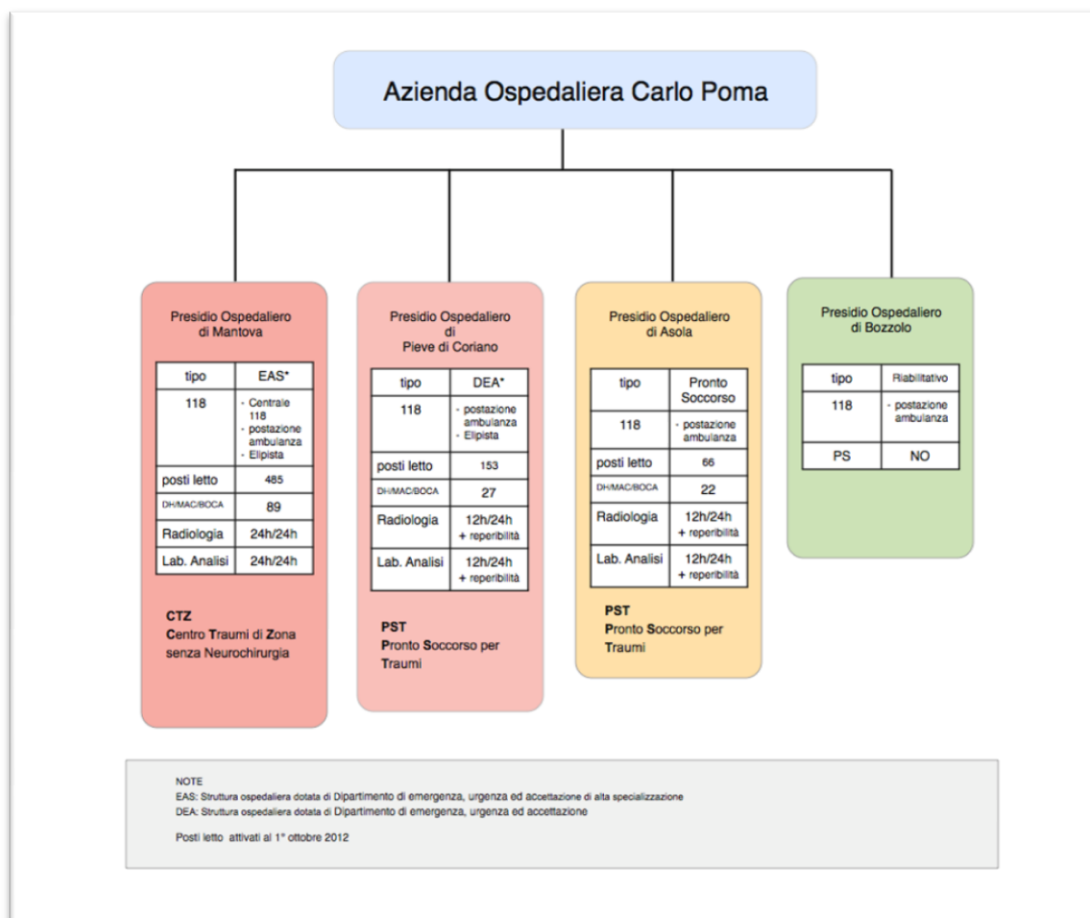 Azienda Ospedaliera Carlo Poma
Presidio Ospedaliero
di Mantova
tipo EAS*
118 - Centrale
118
- postazione
ambulanza
- Elipista
posti letto 485
DH/MAC/BOCA 89
Radiologia 24h/24h
Lab. Analisi 24h/24h
CTZ
Centro Traumi di Zona
senza Neurochirurgia
Presidio Ospedaliero
di
Pieve di Coriano
tipo DEA*
118 - postazione
ambulanza
- Elipista
posti letto 153
DH/MAC/BOCA 27
Radiologia 12h/24h
+ reperibilità
Lab. Analisi 12h/24h
+ reperibilità
PST
Pronto Soccorso per
Traumi
Presidio Ospedaliero
di Asola
tipo Pronto
Soccorso
118 - postazione
ambulanza
posti letto 66
DH/MAC/BOCA 22
Radiologia 12h/24h
+ reperibilità
Lab. Analisi 12h/24h
+ reperibilità
PST
Pronto Soccorso per
Traumi
Presidio Ospedaliero
di Bozzolo
tipo Riabilitativo
118 - postazione
ambulanza
PS NO
NOTE
EAS: Struttura ospedaliera dotata di Dipartimento di emergenza, urgenza ed accettazione di alta specializzazione
DEA: Struttura ospedaliera dotata di Dipartimento di emergenza, urgenza ed accettazione
Posti letto attivati al 1° ottobre 2012